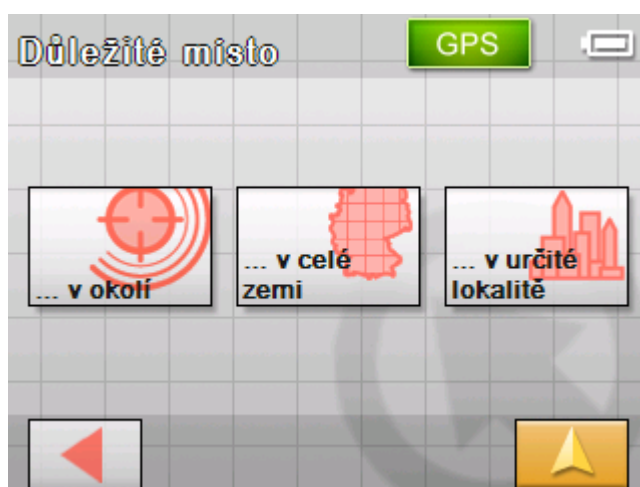 Důležité místo
GPS
... v okolí
... v celé
zemi
... v určité
lokalitě